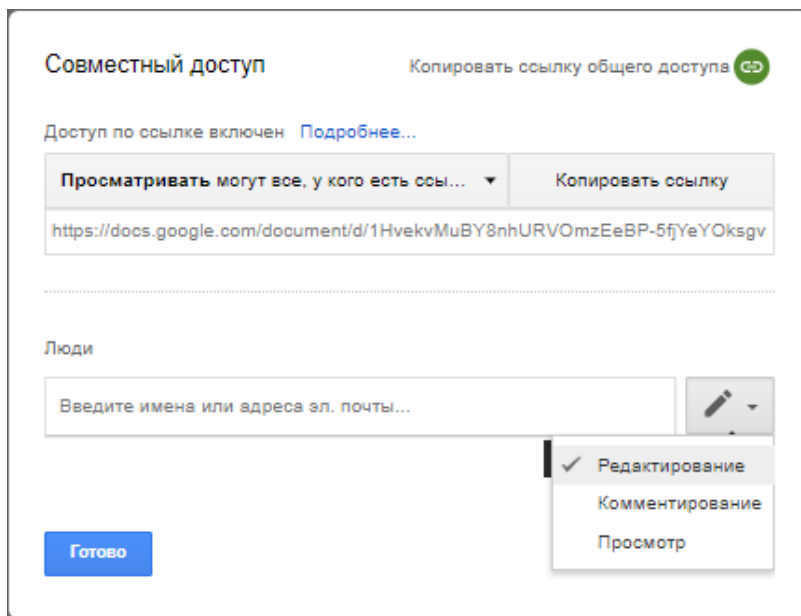 Совместный доступ
Копировать ссылку общего доступа
Доступ по ссылке включен Подробнее...
Просматривать могут все, у кого есть ссы... Копировать ссылку
https://docs.google.com/document/d/1HvekvMuBY8nhURVOmzEeBP-5fjYeYOksgv
Люди
Введите имена или адреса эл. почты...
Редактирование
Комментирование
Просмотр
Готово